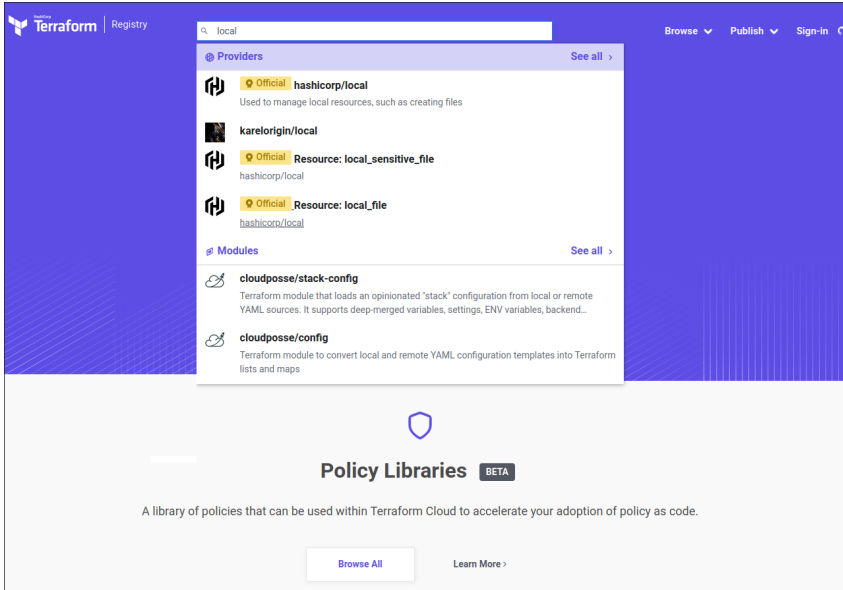 HashiCorp
Terraform Registry
local
Browse Publish Sign-in
Providers See all
Official hashicorp/local
Used to manage local resources, such as creating files
karelorigin/local
Official Resource: local_sensitive_file
hashicorp/local
Official Resource: local_file
hashicorp/local
Modules See all
cloudposse/stack-config
Terraform module that loads an opinionated "stack" configuration from local or remote
YAML sources. It supports deep-merged variables, settings, ENV variables, backend...
cloudposse/config
Terraform module to convert local and remote YAML configuration templates into Terraform
lists and maps
Policy Libraries BETA
A library of policies that can be used within Terraform Cloud to accelerate your adoption of policy as code.
Browse All Learn More